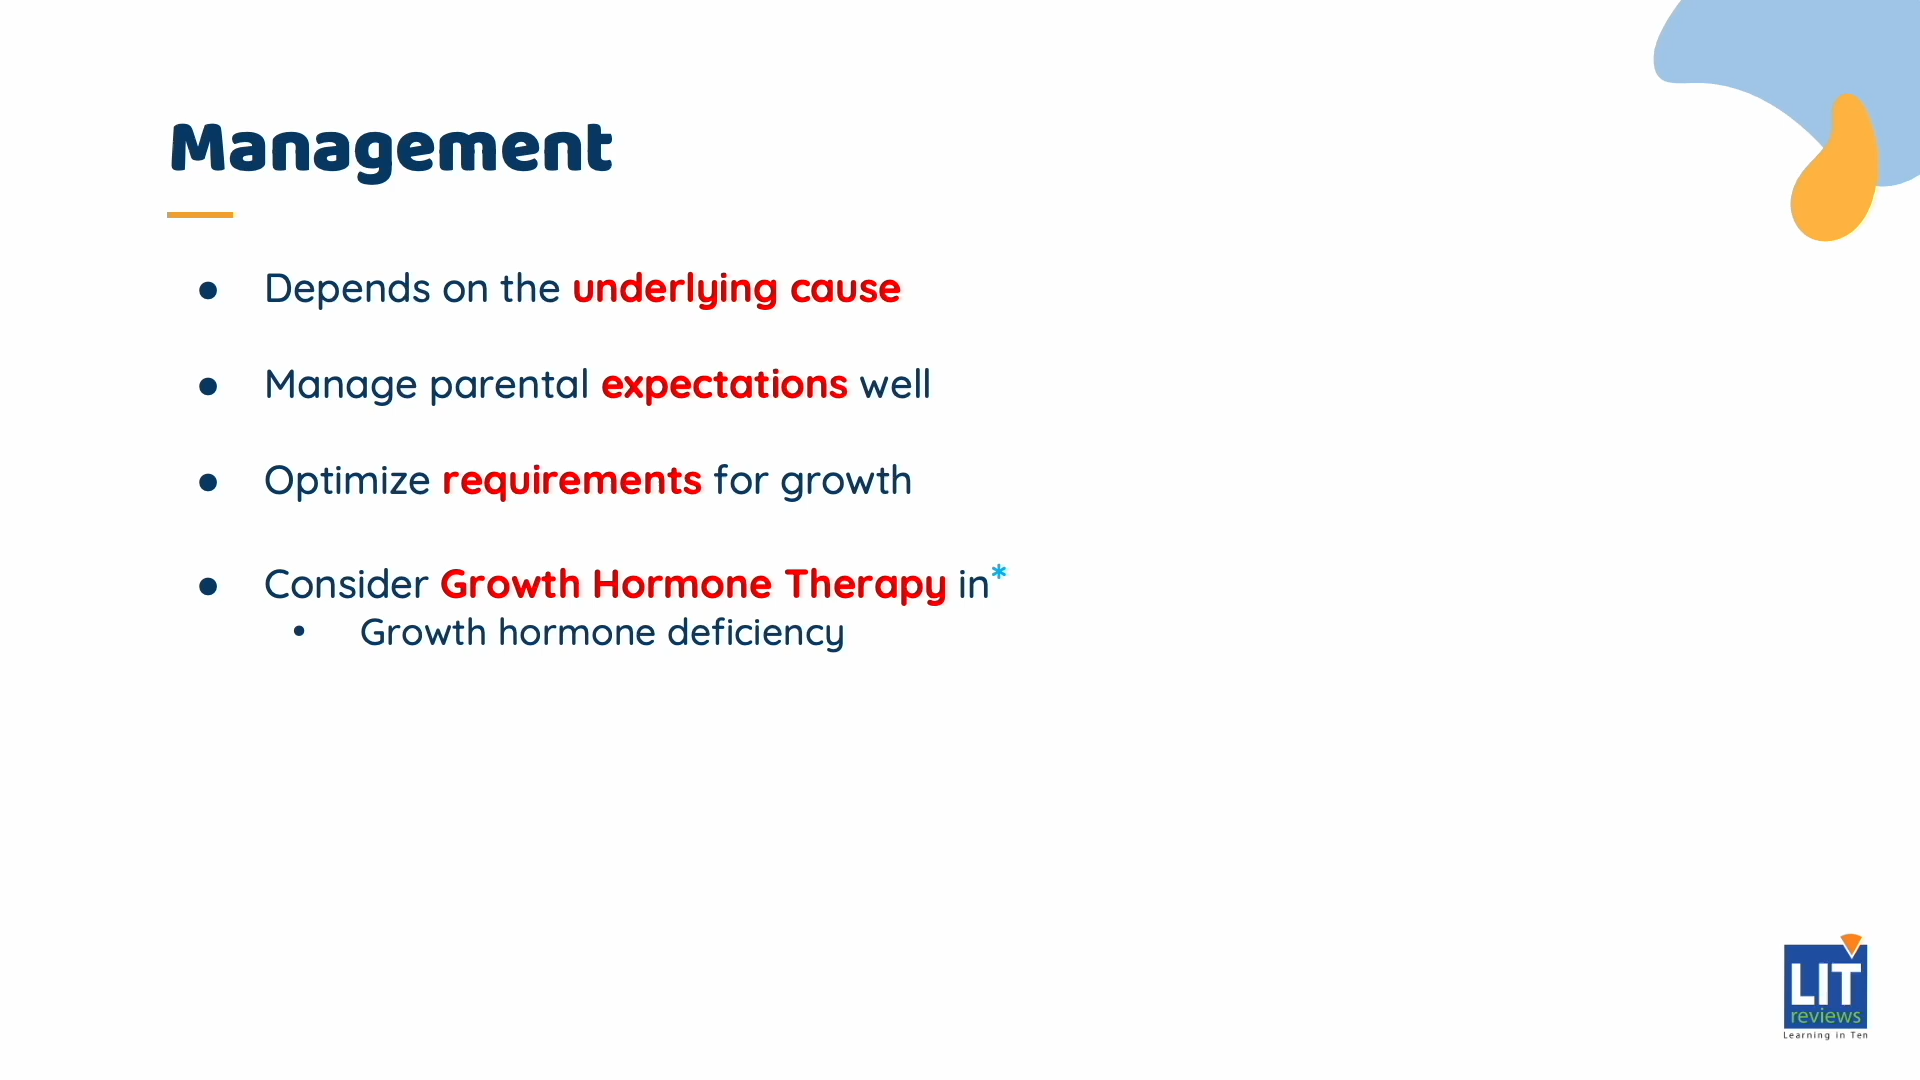 Management
● Depends on the underlying cause
● Manage parental expectations well
● Optimize requirements for growth
● Consider Growth Hormone Therapy in*
• Growth hormone deficiency
LIT
reviews
Learning in Ten